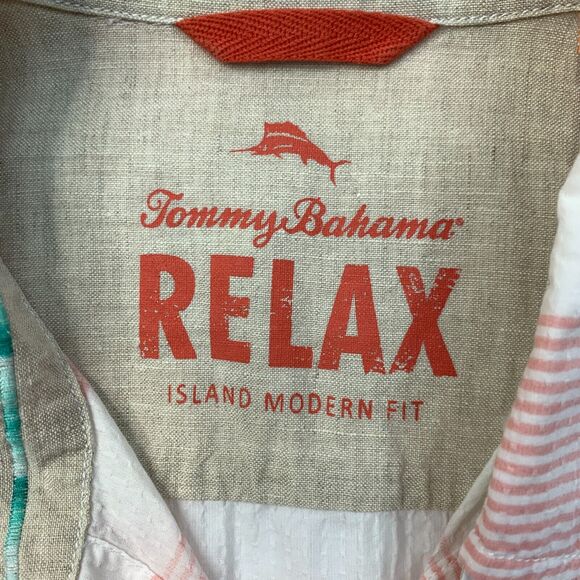 Tommy Bahama
RELAX
ISLAND MODERN FIT